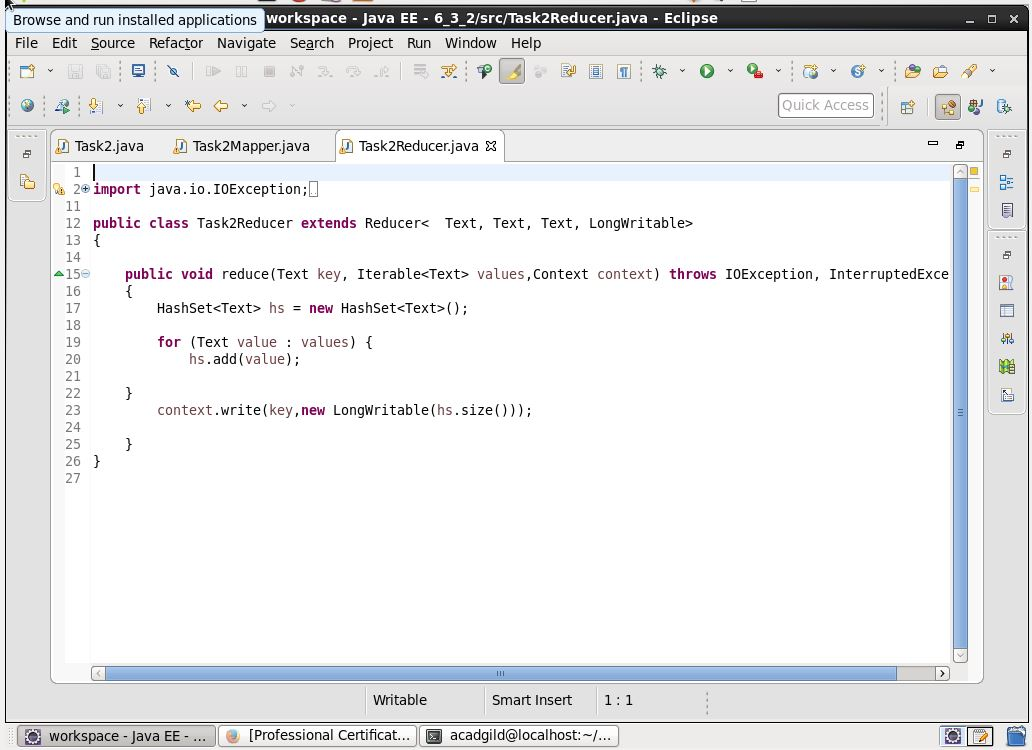 Browse and run installed applications
workspace - Java EE - 6_3_2/src/Task2Reducer.java - Eclipse
File Edit Source Refactor Navigate Search Project Run Window Help
Quick Access
Task2.java Task2Mapper.java Task2Reducer.java
1
2 import java.io.IOException;
11
12 public class Task2Reducer extends Reducer<  Text, Text, Text, LongWritable>
13 {
14
15     public void reduce(Text key, Iterable<Text> values,Context context) throws IOException, InterruptedExce
16     {
17         HashSet<Text> hs = new HashSet<Text>();
18
19         for (Text value : values) {
20             hs.add(value);
21
22     }
23         context.write(key,new LongWritable(hs.size()));
24
25     }
26 }
27
Writable Smart Insert 1 : 1
workspace - Java EE - ... [Professional Certificat... acadgild@localhost:~/...